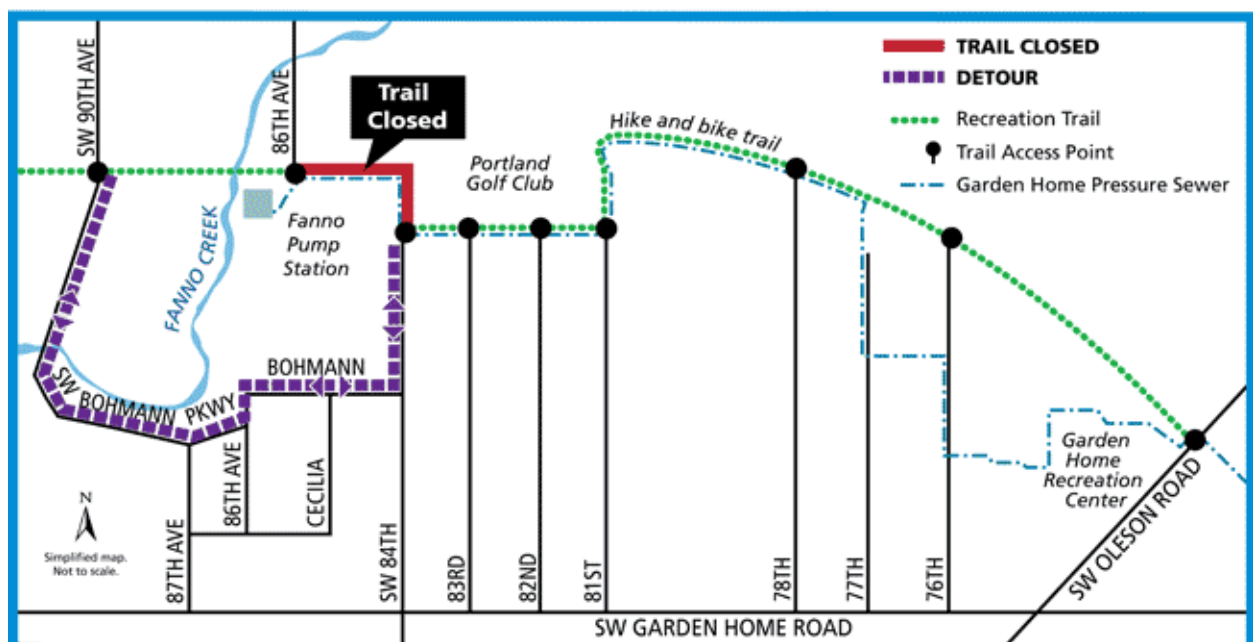 SW 90TH AVE
86TH AVE
Trail
Closed
TRAIL CLOSED
DETOUR
Recreation Trail
Trail Access Point
Garden Home Pressure Sewer
Hike and bike trail
Portland
Golf Club
Fanno
Pump
Station
FANNO CREEK
BOHMANN
SW BOHMANN PKWY
86TH AVE
CECILIA
87TH AVE
SW 84TH
83RD
82ND
81ST
78TH
77TH
76TH
Garden
Home
Recreation
Center
SW OLESON ROAD
N
Simplified map.
Not to scale.
SW GARDEN HOME ROAD